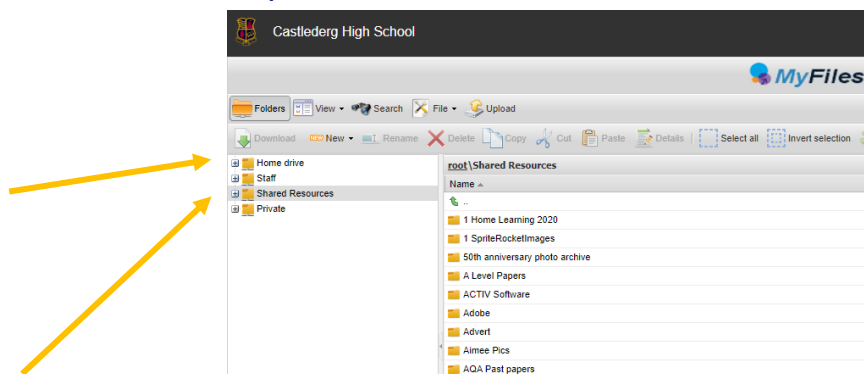 Castlederg High School
MyFiles
Folders View Search File Upload
Download New Rename Delete Copy Cut Paste Details Select all Invert selection
Home drive
Staff
Shared Resources
Private
root\Shared Resources
Name
..
1 Home Learning 2020
1 SpriteRocketImages
50th anniversary photo archive
A Level Papers
ACTIV Software
Adobe
Advert
Aimee Pics
AQA Past papers